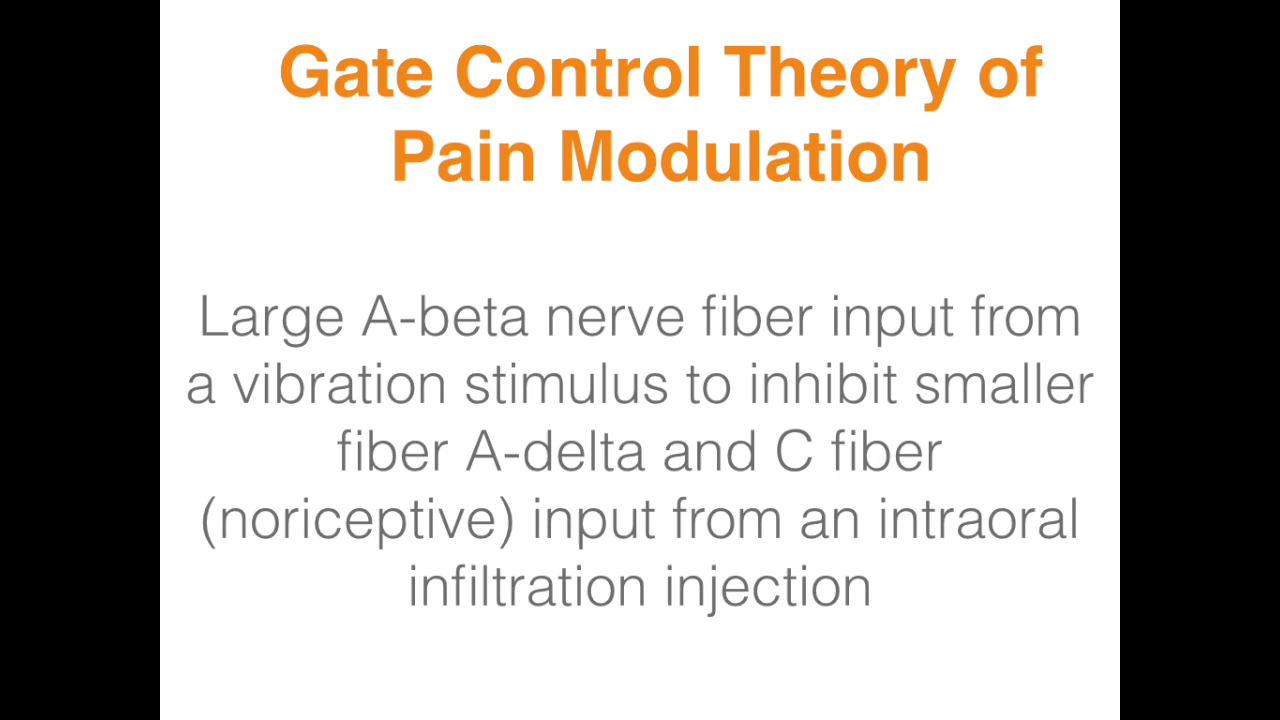 Gate Control Theory of
Pain Modulation
Large A-beta nerve fiber input from
a vibration stimulus to inhibit smaller
fiber A-delta and C fiber
(noriceptive) input from an intraoral
infiltration injection